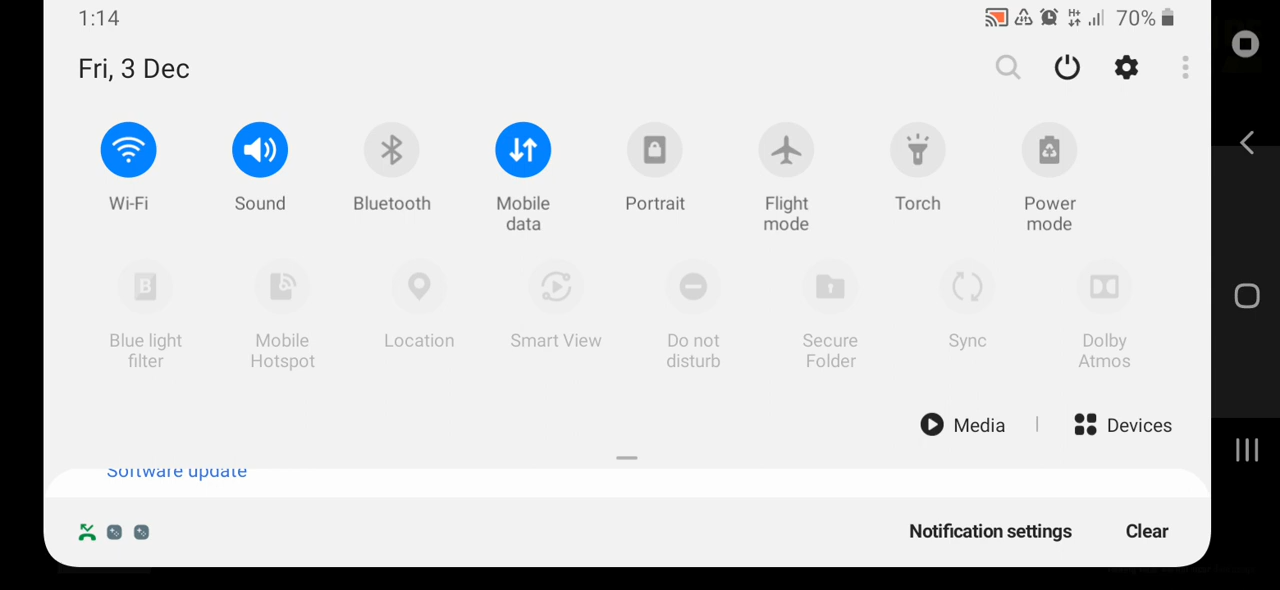 1:14
H+
70%
Fri, 3 Dec
Wi-Fi
Sound
Bluetooth
Mobile
data
Portrait
Flight
mode
Torch
Power
mode
B
Blue light
filter
Mobile
Hotspot
Location
Smart View
Do not
disturb
Secure
Folder
Sync
Dolby
Atmos
Media
Devices
Software update
Notification settings
Clear